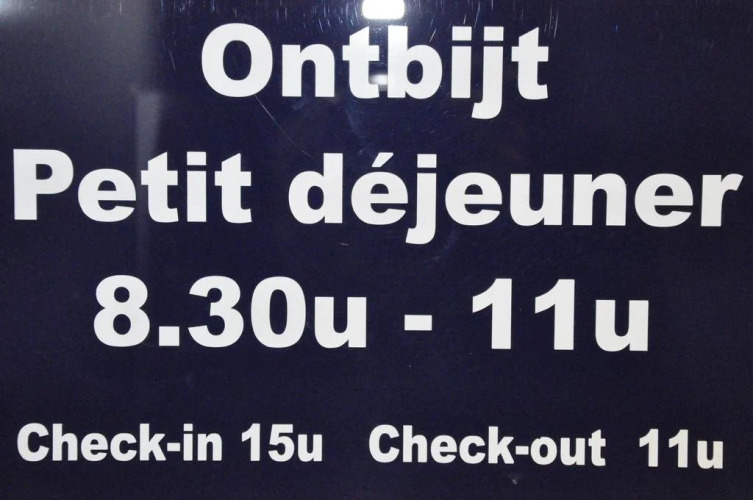 Ontbijt
Petit déjeuner
8.30u - 11u
Check-in 15u Check-out 11u